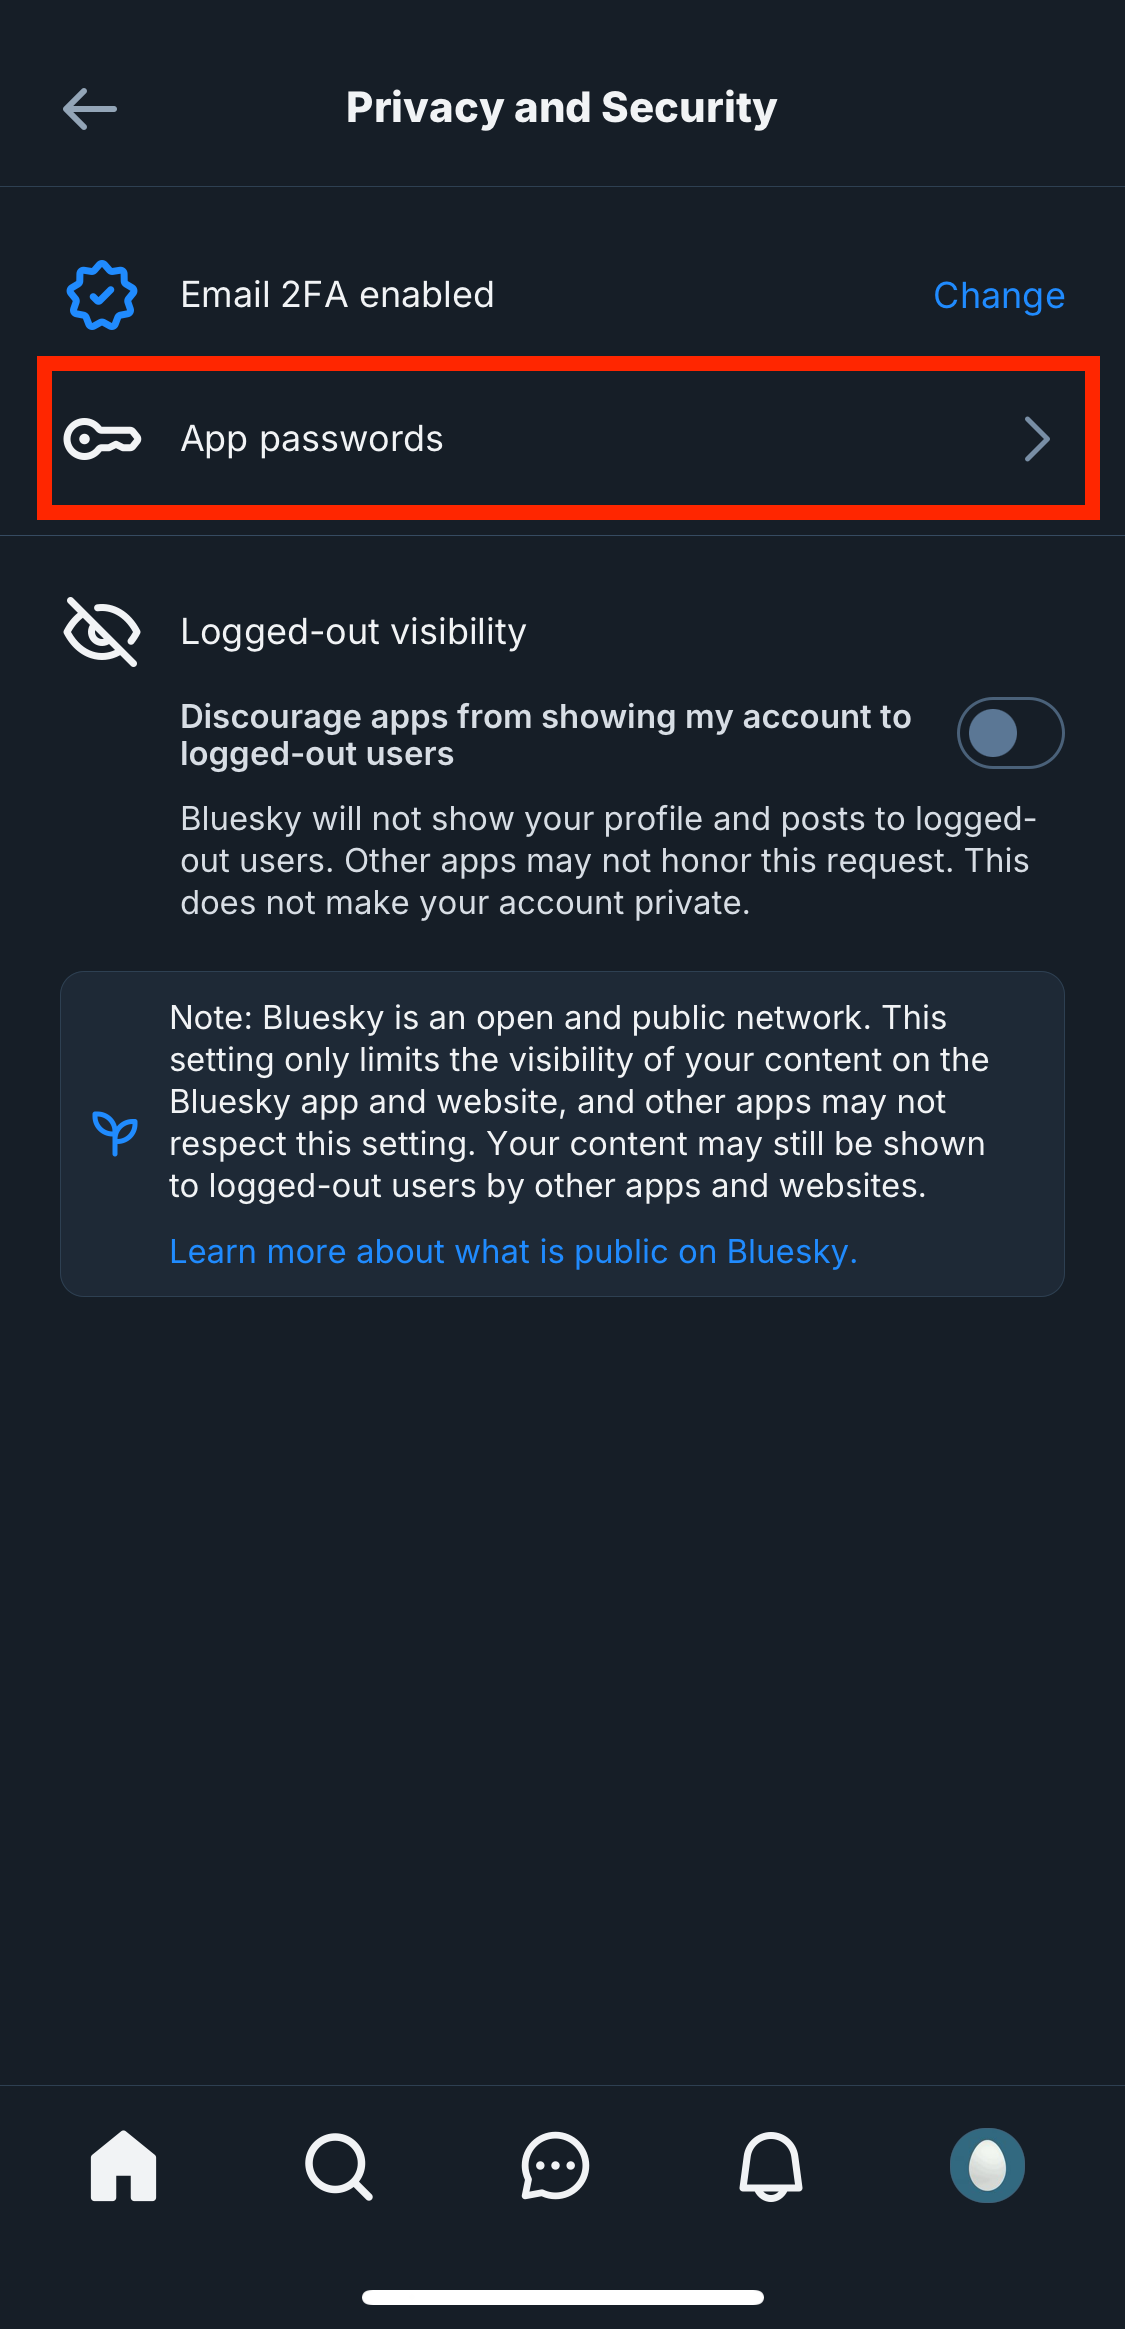 Privacy and Security
Email 2FA enabled
Change
App passwords
Logged-out visibility
Discourage apps from showing my account to
logged-out users
Bluesky will not show your profile and posts to logged-
out users. Other apps may not honor this request. This
does not make your account private.
Note: Bluesky is an open and public network. This
setting only limits the visibility of your content on the
Bluesky app and website, and other apps may not
respect this setting. Your content may still be shown
to logged-out users by other apps and websites.
Learn more about what is public on Bluesky.